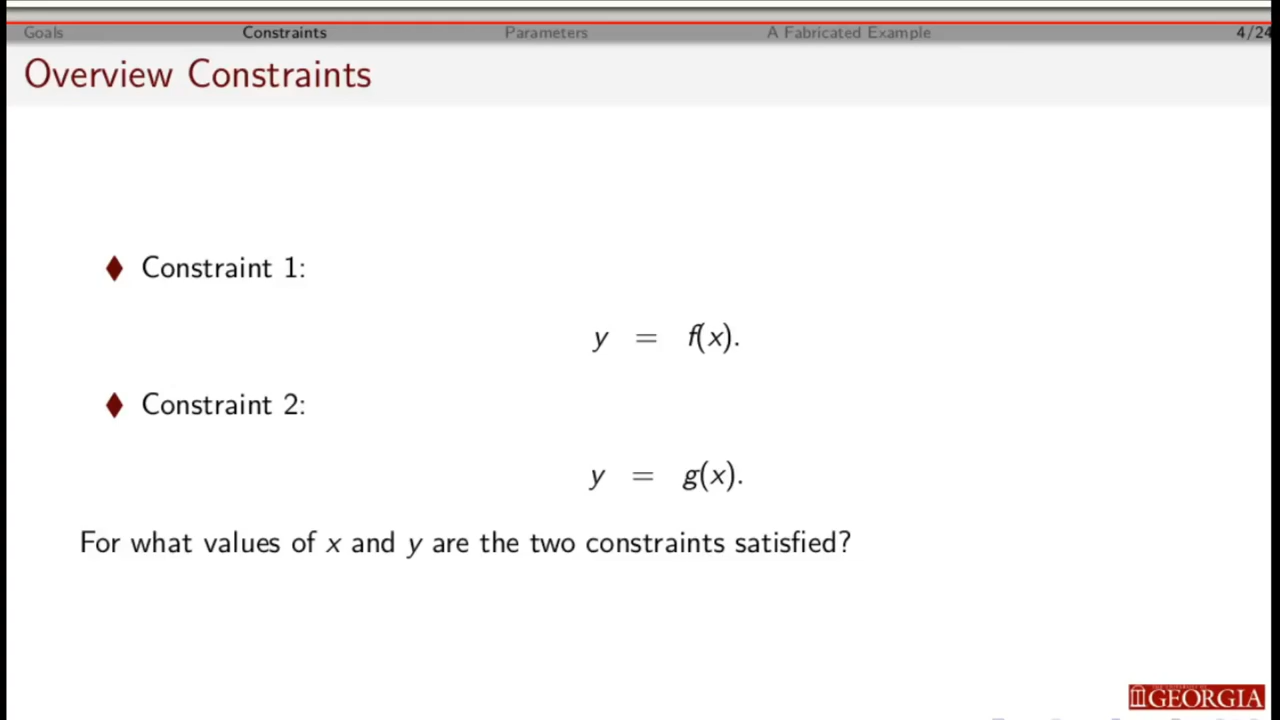 Goals Constraints Parameters A Fabricated Example 4/24
Overview Constraints
♦ Constraint 1:
y = f(x).
♦ Constraint 2:
y = g(x).
For what values of x and y are the two constraints satisfied?
GEORGIA